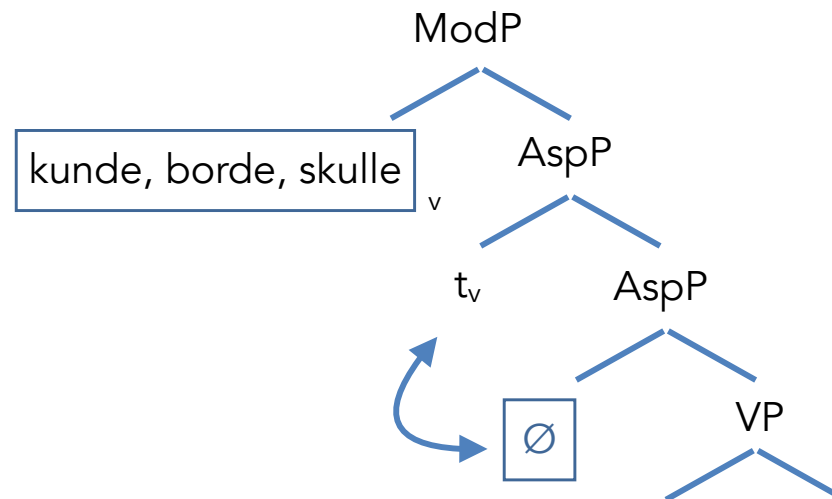 ModP
kunde, borde, skulle v
AspP
tv
AspP
Ø
VP